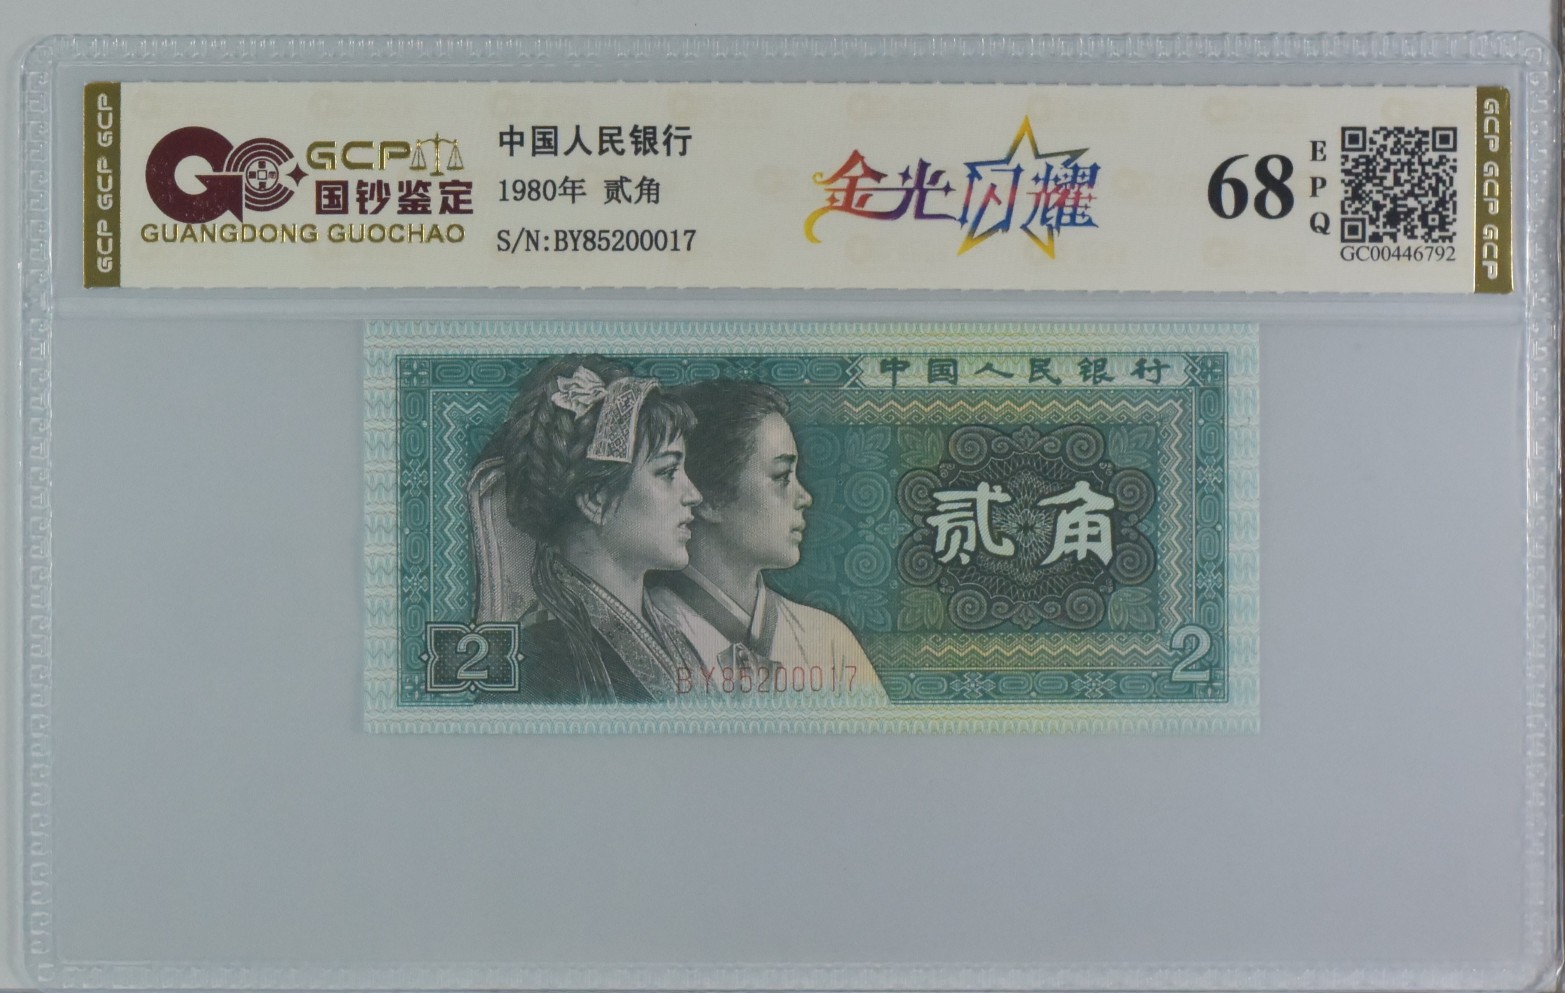 GCP GCP GCP
GCP
国钞鉴定
GUANGDONG GUOCHAO
中国人民银行
1980年 贰角
S/N:BY85200017
金光闪耀
68
EPQ
GC00446792
GCP GCP GCP
中国人民银行
贰角
2
BY85200017
2